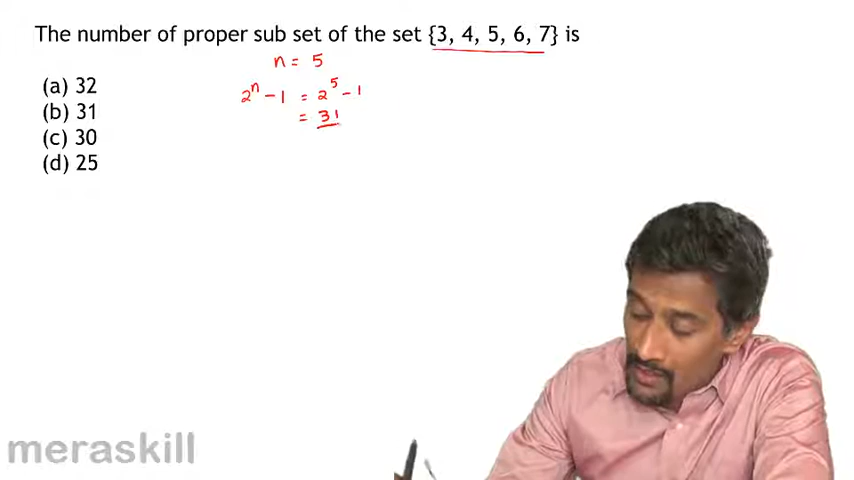 The number of proper sub set of the set {3, 4, 5, 6, 7} is
n = 5
(a) 32
2ⁿ - 1 = 2⁵ - 1
(b) 31
= 31
(c) 30
(d) 25
meraskill